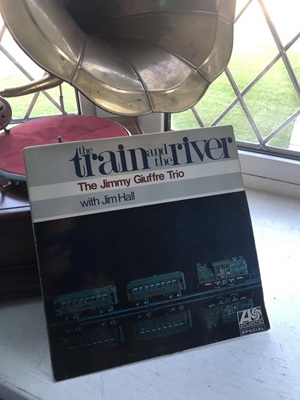 the train and the river
The Jimmy Giuffre Trio
with Jim Hall
ATLANTIC
SPECIAL